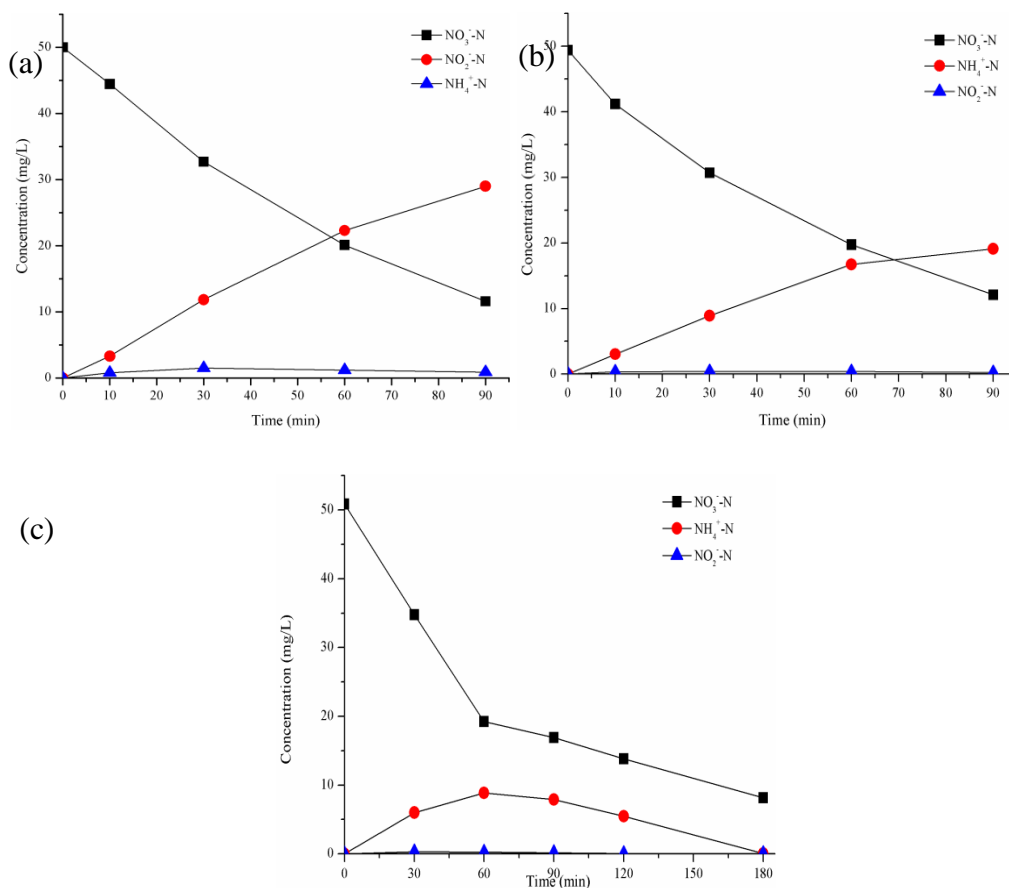 (a)
50
40
30
20
10
0
Concentration (mg/L)
0 10 20 30 40 50 60 70 80 90
Time (min)
NO₃⁻-N
NO₂⁻-N
NH₄⁺-N
(b)
50
40
30
20
10
0
Concentration (mg/L)
0 10 20 30 40 50 60 70 80 90
Time (min)
NO₃⁻-N
NH₄⁺-N
NO₂⁻-N
(c)
50
40
30
20
10
0
Concentration (mg/L)
0 30 60 90 120 150 180
Time (min)
NO₃⁻-N
NH₄⁺-N
NO₂⁻-N